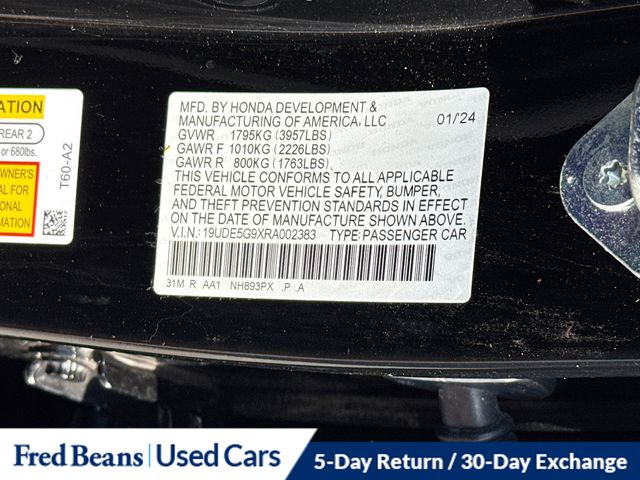 ATION
REAR 2
or 680lbs.
OWNER'S
AL FOR
ONAL
RMATION
T60-A2
MFD. BY HONDA DEVELOPMENT &
MANUFACTURING OF AMERICA, LLC 01/'24
GVWR 1795KG (3957LBS)
GAWR F 1010KG (2226LBS)
GAWR R 800KG (1763LBS)
THIS VEHICLE CONFORMS TO ALL APPLICABLE
FEDERAL MOTOR VEHICLE SAFETY, BUMPER,
AND THEFT PREVENTION STANDARDS IN EFFECT
ON THE DATE OF MANUFACTURE SHOWN ABOVE.
V.I.N: 19UDE5G9XRA002383 TYPE: PASSENGER CAR
31M R AA1 NH893PX .P .A
Fred Beans Used Cars
5-Day Return / 30-Day Exchange